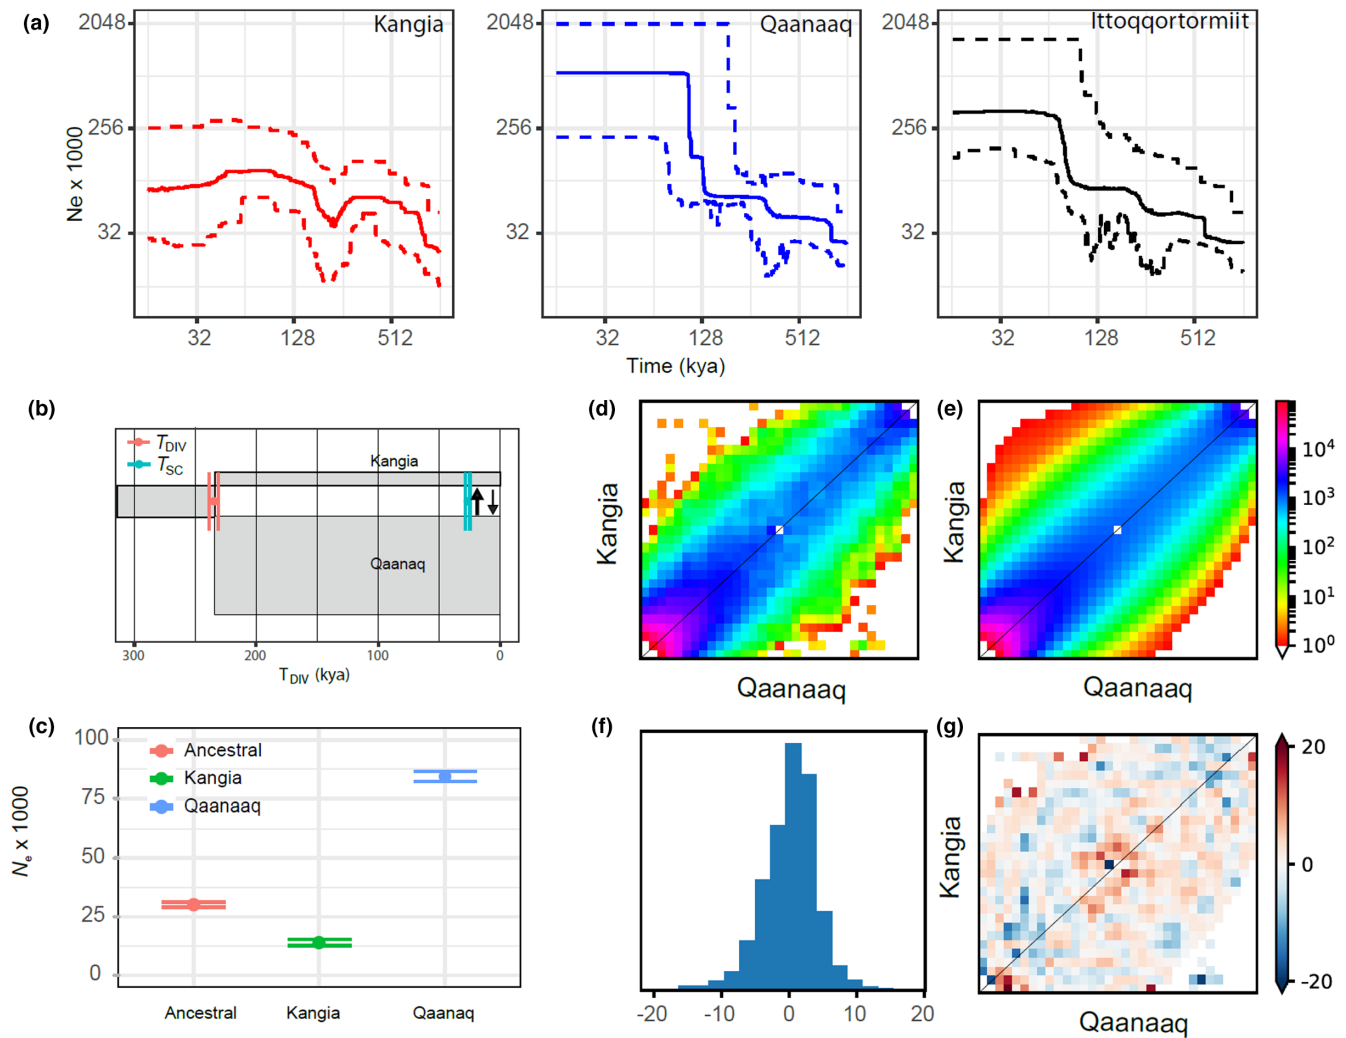 (a)
Kangia
Qaanaaq
Ittoqqortormiit
2048
256
32
Ne x 1000
2048
256
32
2048
256
32
32 128 512
32 128 512
32 128 512
Time (kya)
(b)
TDIV
TSC
Kangia
Qaanaq
300 200 100 0
TDIV (kya)
(d)
Kangia
Qaanaaq
(e)
Kangia
Qaanaaq
10^4
10^3
10^2
10^1
10^0
(c)
Ne x 1000
100
75
50
25
0
Ancestral
Kangia
Qaanaaq
Ancestral Kangia Qaanaq
(f)
-20 -10 0 10 20
(g)
Kangia
Qaanaaq
20
10
0
-10
-20